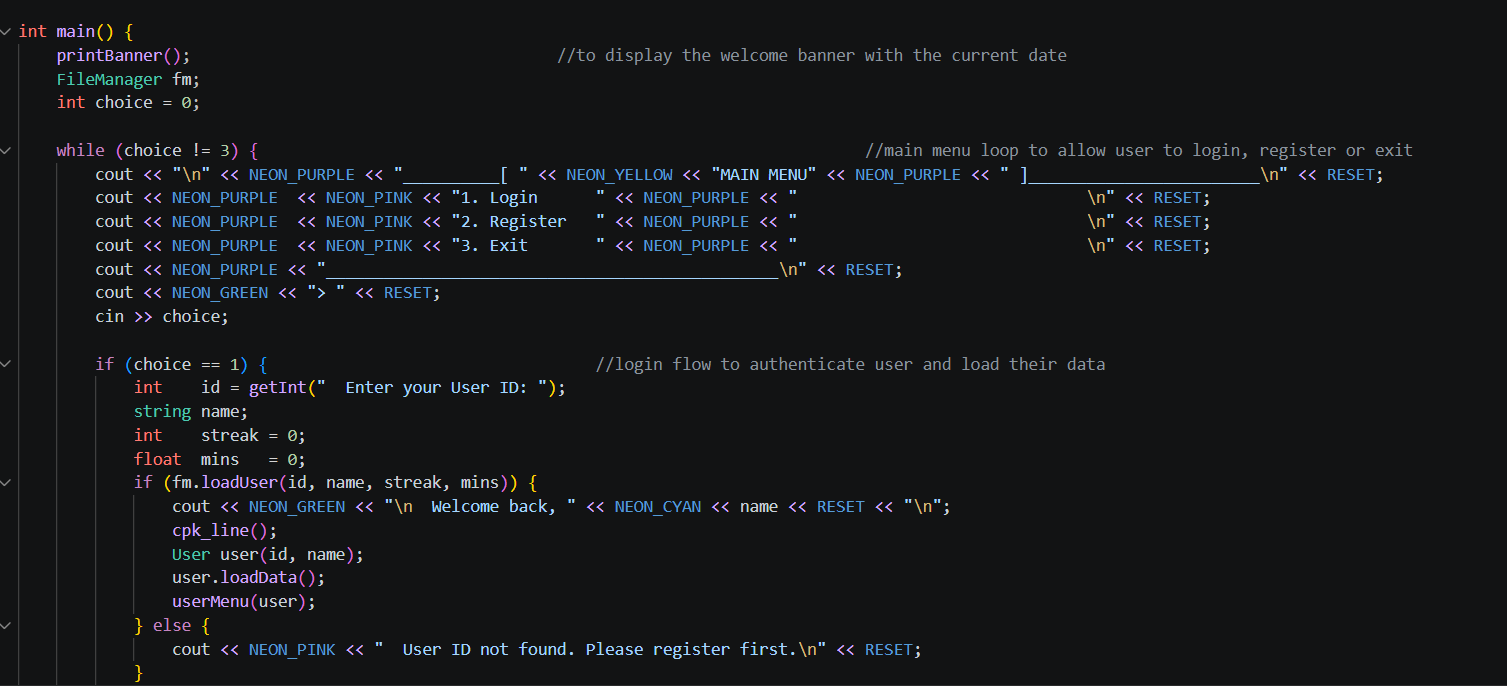 int main() {
    printBanner();                                      //to display the welcome banner with the current date
    FileManager fm;
    int choice = 0;

    while (choice != 3) {                                                               //main menu loop to allow user to login, register or exit
        cout << "\n" << NEON_PURPLE << "__________[ " << NEON_YELLOW << "MAIN MENU" << NEON_PURPLE << " ]________________________\n" << RESET;
        cout << NEON_PURPLE  << NEON_PINK << "1. Login      " << NEON_PURPLE << "                              \n" << RESET;
        cout << NEON_PURPLE  << NEON_PINK << "2. Register   " << NEON_PURPLE << "                              \n" << RESET;
        cout << NEON_PURPLE  << NEON_PINK << "3. Exit       " << NEON_PURPLE << "                              \n" << RESET;
        cout << NEON_PURPLE << "_______________________________________________\n" << RESET;
        cout << NEON_GREEN << "> " << RESET;
        cin >> choice;

        if (choice == 1) {                                  //login flow to authenticate user and load their data
            int    id = getInt("  Enter your User ID: ");
            string name;
            int    streak = 0;
            float  mins   = 0;
            if (fm.loadUser(id, name, streak, mins)) {
                cout << NEON_GREEN << "\n  Welcome back, " << NEON_CYAN << name << RESET << "\n";
                cpk_line();
                User user(id, name);
                user.loadData();
                userMenu(user);
            } else {
                cout << NEON_PINK << "  User ID not found. Please register first.\n" << RESET;
            }